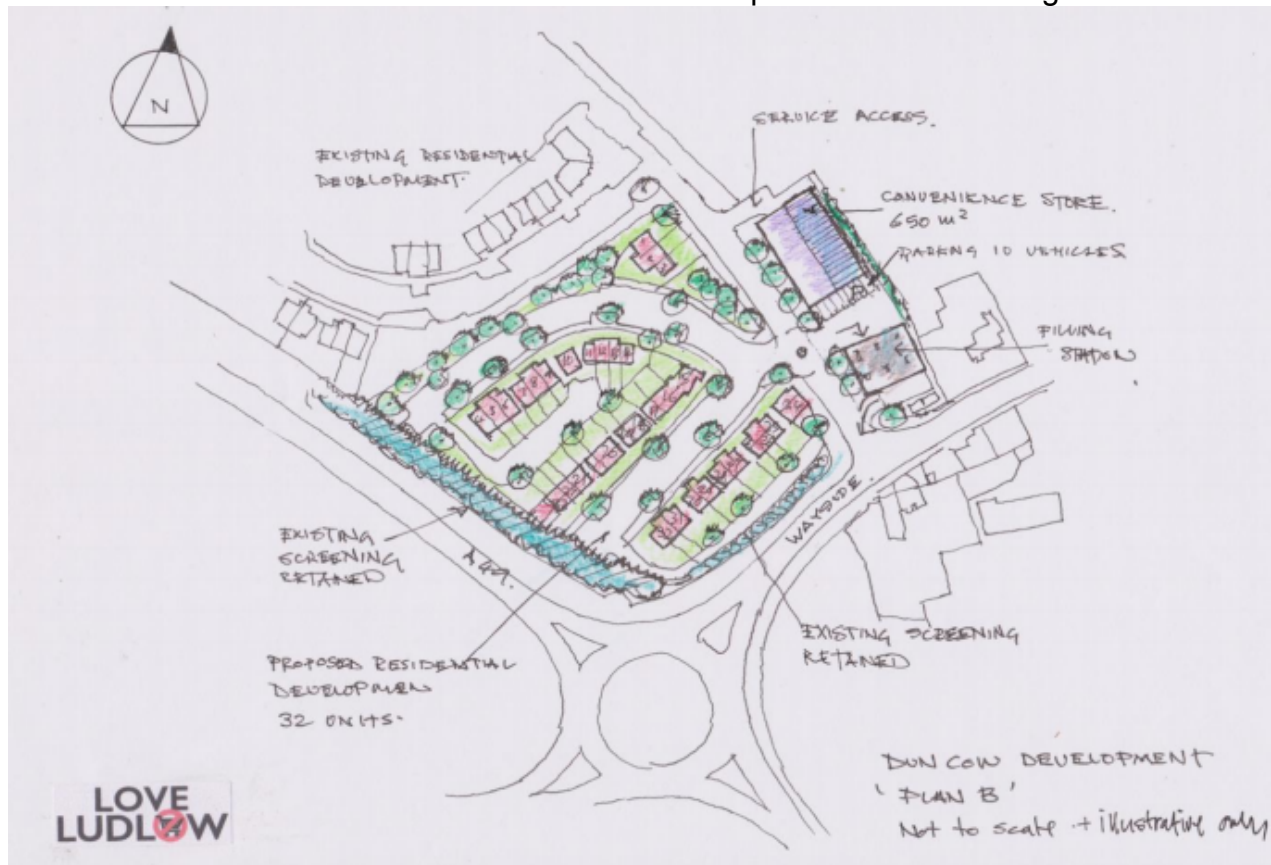 N
SERVICE ACCESS.
EXISTING RESIDENTIAL
DEVELOPMENT.
CONVENIENCE STORE.
650 m²
PARKING 10 VEHICLES
FILLING
STATION
EXISTING
SCREENING
RETAINED
A49.
WAYSIDE.
EXISTING SCREENING
RETAINED
PROPOSED RESIDENTIAL
DEVELOPMEN
32 UNITS.
DUN COW DEVELOPMENT
'PLAN B'
Not to scale + illustrative only
LOVE
LUDLOW